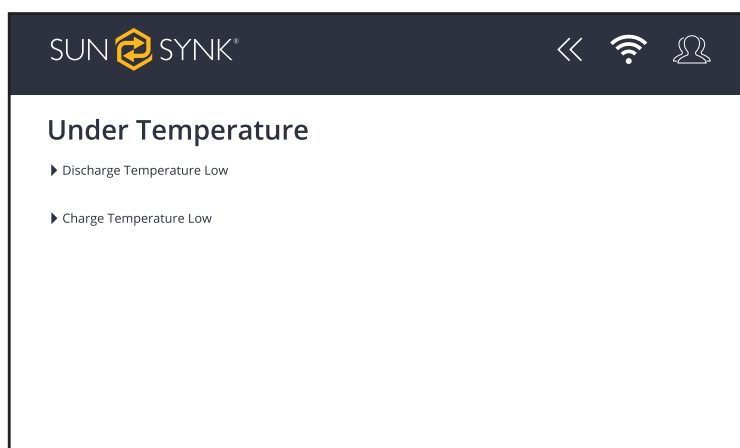 SUN SYNK®
Under Temperature
Discharge Temperature Low
Charge Temperature Low